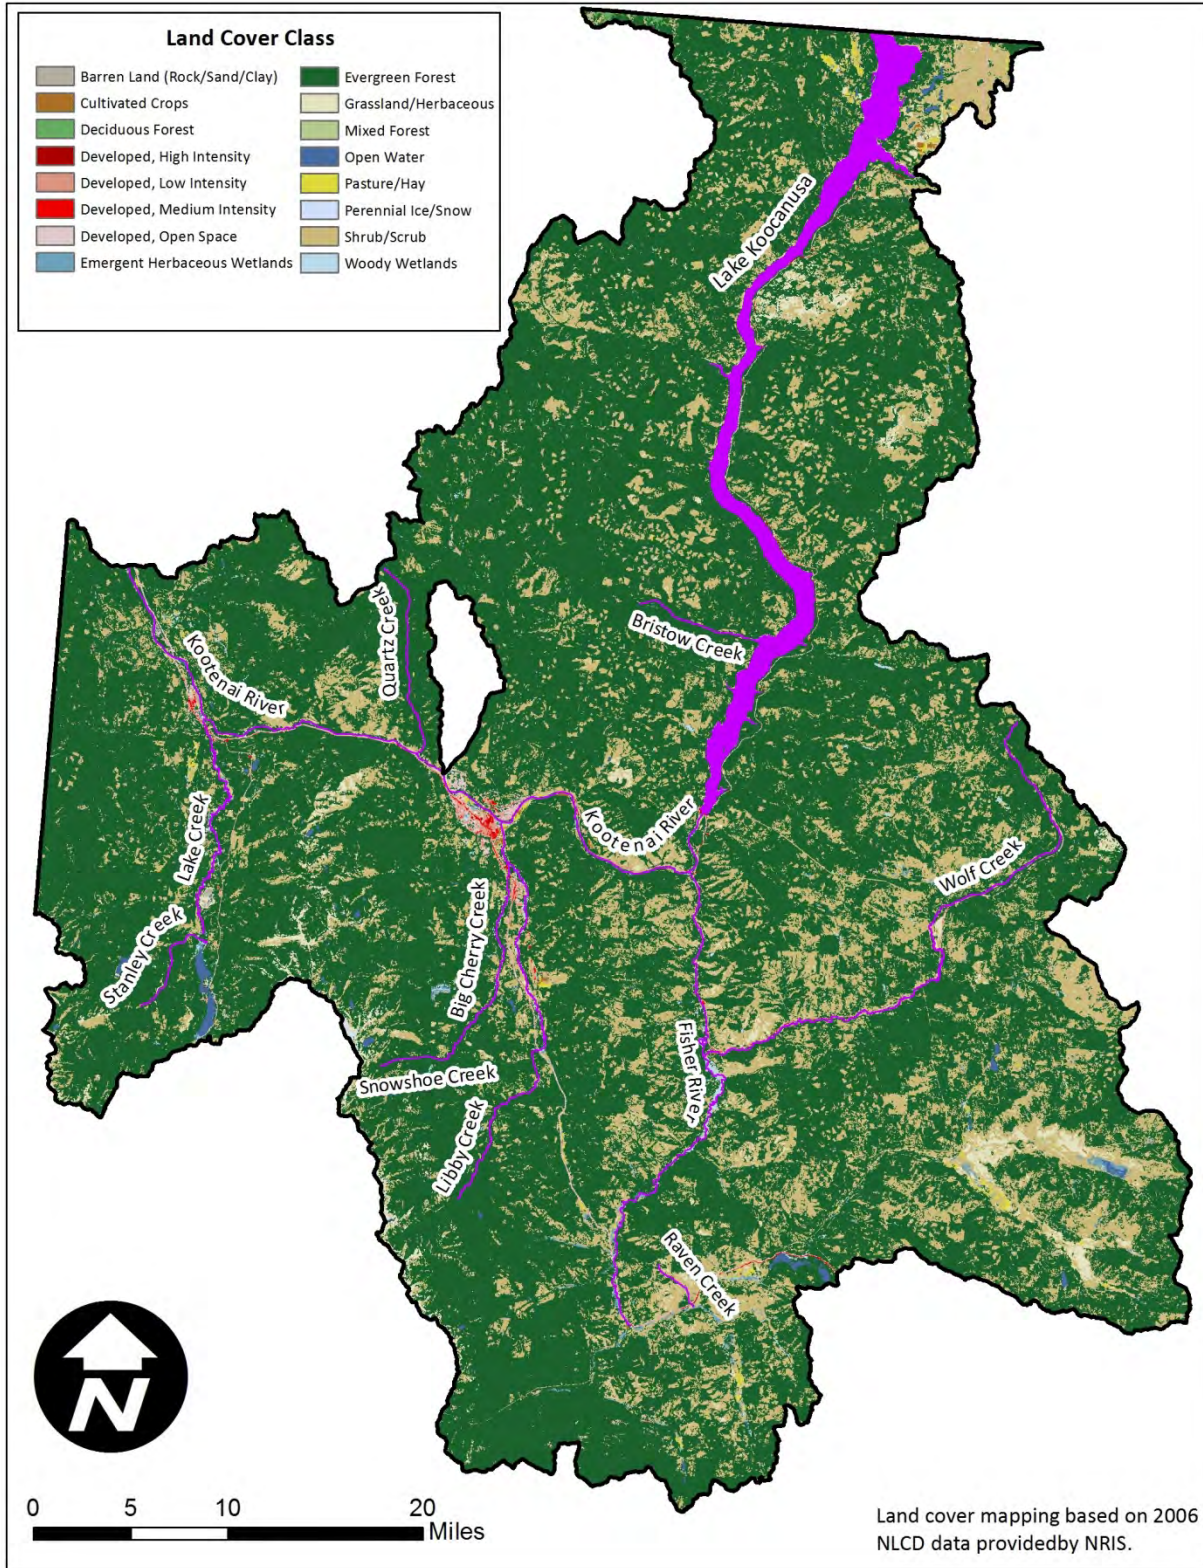 Land Cover Class
Barren Land (Rock/Sand/Clay)
Cultivated Crops
Deciduous Forest
Developed, High Intensity
Developed, Low Intensity
Developed, Medium Intensity
Developed, Open Space
Emergent Herbaceous Wetlands
Evergreen Forest
Grassland/Herbaceous
Mixed Forest
Open Water
Pasture/Hay
Perennial Ice/Snow
Shrub/Scrub
Woody Wetlands
Lake Koocanusa
Bristow Creek
Quartz Creek
Kootenai River
Kootenai River
Lake Creek
Stanley Creek
Big Cherry Creek
Snowshoe Creek
Libby Creek
Wolf Creek
Fisher River
Raven Creek
N
0 5 10 20
Miles
Land cover mapping based on 2006
NLCD data providedby NRIS.